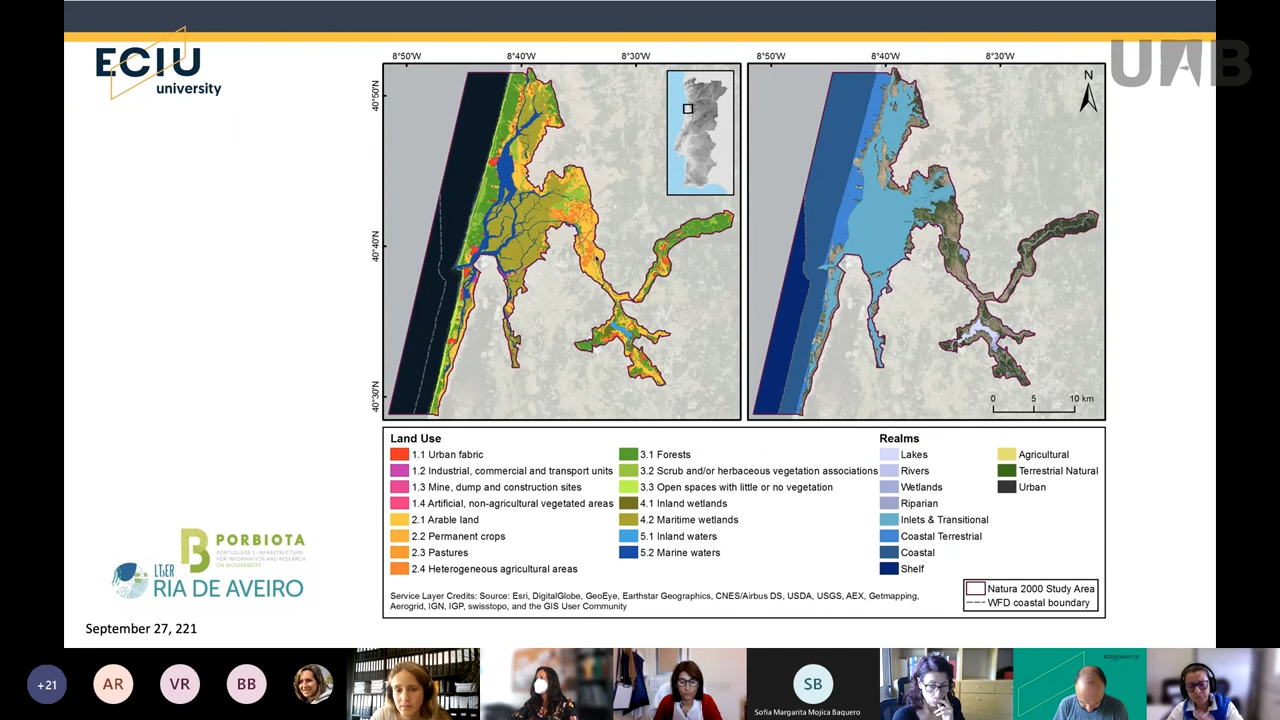 ECIU
university
UAB
8°50'W
8°40'W
8°30'W
8°50'W
8°40'W
8°30'W
40°50'N
40°40'N
40°30'N
N
0 5 10 km
Land Use
1.1 Urban fabric
1.2 Industrial, commercial and transport units
1.3 Mine, dump and construction sites
1.4 Artificial, non-agricultural vegetated areas
2.1 Arable land
2.2 Permanent crops
2.3 Pastures
2.4 Heterogeneous agricultural areas
3.1 Forests
3.2 Scrub and/or herbaceous vegetation associations
3.3 Open spaces with little or no vegetation
4.1 Inland wetlands
4.2 Maritime wetlands
5.1 Inland waters
5.2 Marine waters
Realms
Lakes
Rivers
Wetlands
Riparian
Inlets & Transitional
Coastal Terrestrial
Coastal
Shelf
Agricultural
Terrestrial Natural
Urban
Natura 2000 Study Area
WFD coastal boundary
Service Layer Credits: Source: Esri, DigitalGlobe, GeoEye, Earthstar Geographics, CNES/Airbus DS, USDA, USGS, AEX, Getmapping,
Aerogrid, IGN, IGP, swisstopo, and the GIS User Community
PORBIOTA
PORTUGUESE E-INFRASTRUCTURE
FOR INFORMATION AND RESEARCH
ON BIODIVERSITY
LTsER
RIA DE AVEIRO
September 27, 221
+21
AR
VR
BB
SB
Sofia Margarita Mojica Baquero